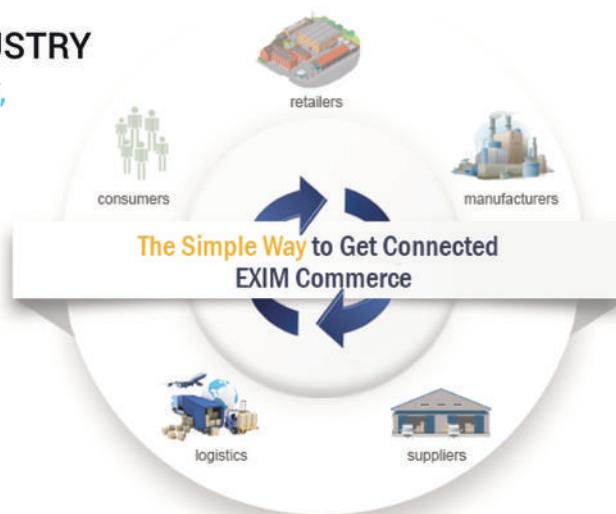 USTRY
retailers
consumers
manufacturers
The Simple Way to Get Connected
EXIM Commerce
logistics
suppliers